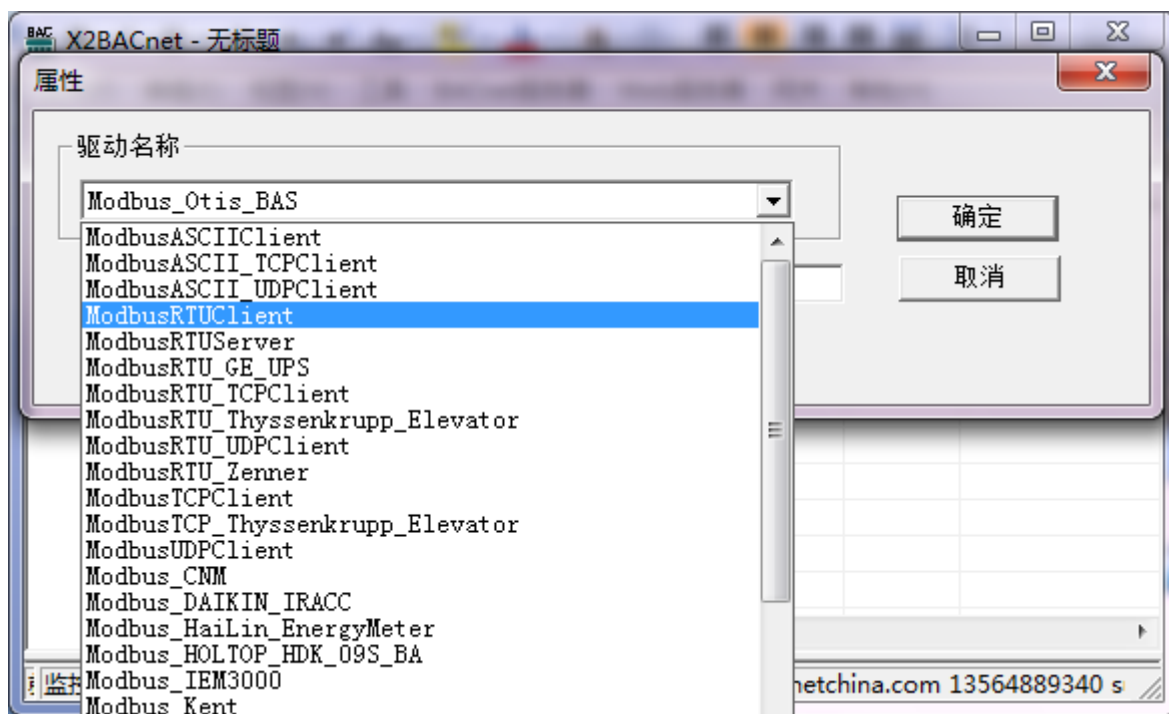 BAC
X2BACnet - 无标题
属性
驱动名称
Modbus_Otis_BAS
确定
取消
ModbusASCIIClient
ModbusASCII_TCPClient
ModbusASCII_UDPClient
ModbusRTUClient
ModbusRTUServer
ModbusRTU_GE_UPS
ModbusRTU_TCPClient
ModbusRTU_Thyssenkrupp_Elevator
ModbusRTU_UDPClient
ModbusRTU_Zenner
ModbusTCPClient
ModbusTCP_Thyssenkrupp_Elevator
ModbusUDPClient
Modbus_CNM
Modbus_DAIKIN_IRACC
Modbus_HaiLin_EnergyMeter
Modbus_HOLTOP_HDK_09S_BA
Modbus_IEM3000
Modbus_Kent
监控
netchina.com 13564889340 s